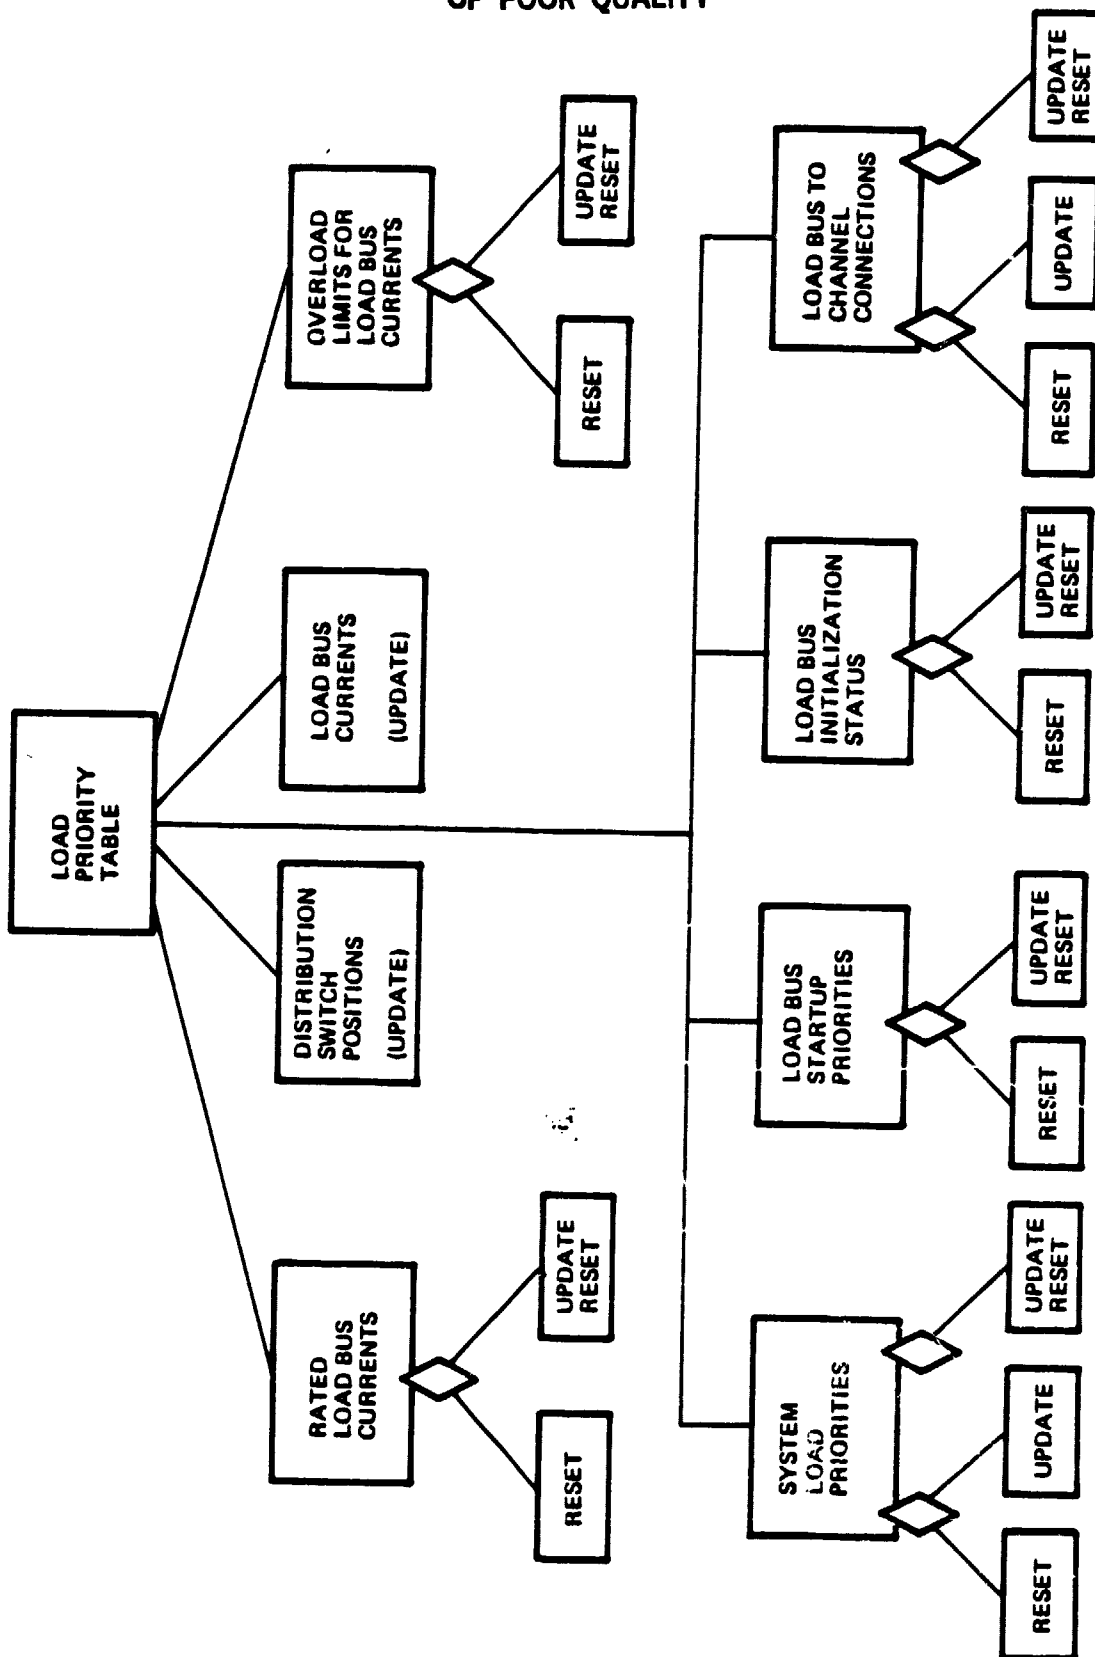 OF POOR QUALITY
LOAD
PRIORITY
TABLE
RATED
LOAD BUS
CURRENTS
RESET
UPDATE
RESET
DISTRIBUTION
SWITCH
POSITIONS
(UPDATE)
LOAD BUS
CURRENTS
(UPDATE)
OVERLOAD
LIMITS FOR
LOAD BUS
CURRENTS
RESET
UPDATE
RESET
SYSTEM
LOAD
PRIORITIES
RESET
UPDATE
UPDATE
RESET
LOAD BUS
STARTUP
PRIORITIES
RESET
UPDATE
RESET
LOAD BUS
INITIALIZATION
STATUS
RESET
UPDATE
RESET
LOAD BUS TO
CHANNEL
CONNECTIONS
RESET
UPDATE
UPDATE
RESET